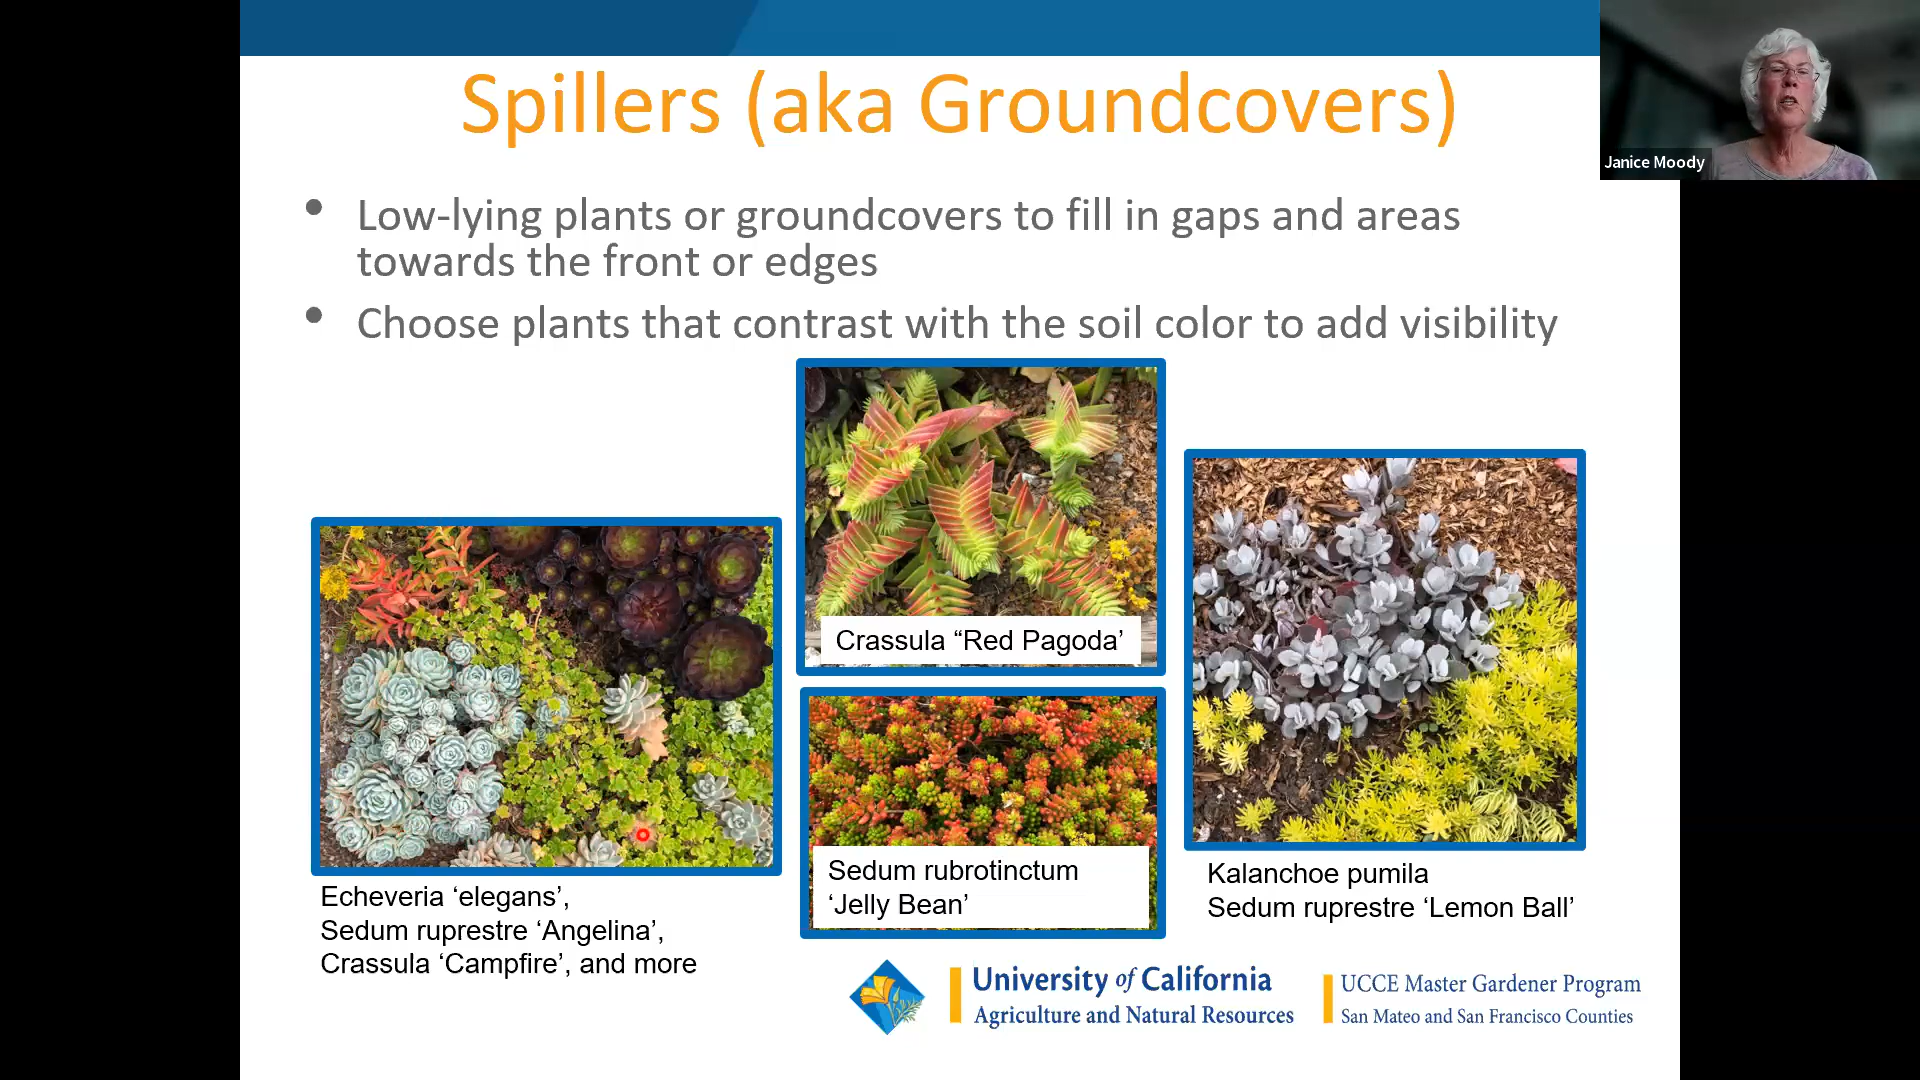 Spillers (aka Groundcovers)
Janice Moody
• Low-lying plants or groundcovers to fill in gaps and areas
towards the front or edges
• Choose plants that contrast with the soil color to add visibility
Crassula “Red Pagoda’
Sedum rubrotinctum
‘Jelly Bean’
Echeveria ‘elegans’,
Sedum ruprestre ‘Angelina’,
Crassula ‘Campfire’, and more
Kalanchoe pumila
Sedum ruprestre ‘Lemon Ball’
University of California
Agriculture and Natural Resources
UCCE Master Gardener Program
San Mateo and San Francisco Counties